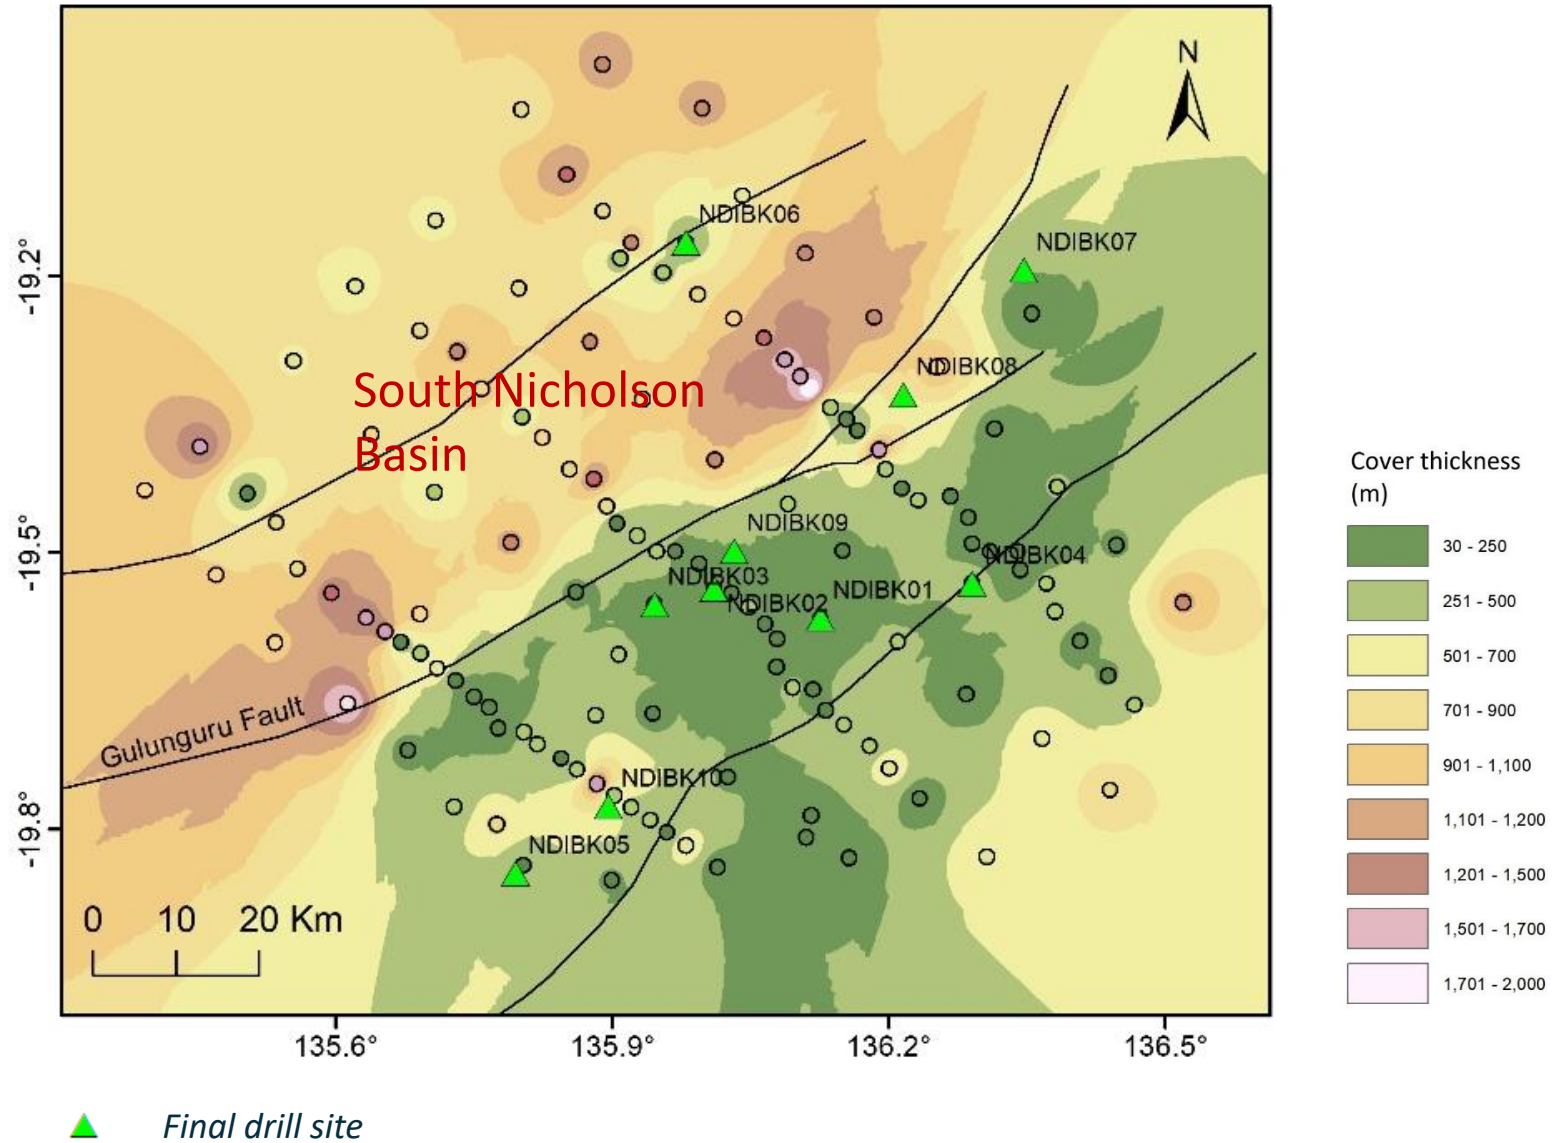 N
NDIBK06
NDIBK07
-19.2°
NDIBK08
South Nicholson
Basin
NDIBK09
-19.5°
NDIBK04
NDIBK03
NDIBK01
NDIBK02
Gulunguru Fault
NDIBK10
-19.8°
NDIBK05
0 10 20 Km
135.6° 135.9° 136.2° 136.5°
Cover thickness
(m)
30 - 250
251 - 500
501 - 700
701 - 900
901 - 1,100
1,101 - 1,200
1,201 - 1,500
1,501 - 1,700
1,701 - 2,000
Final drill site